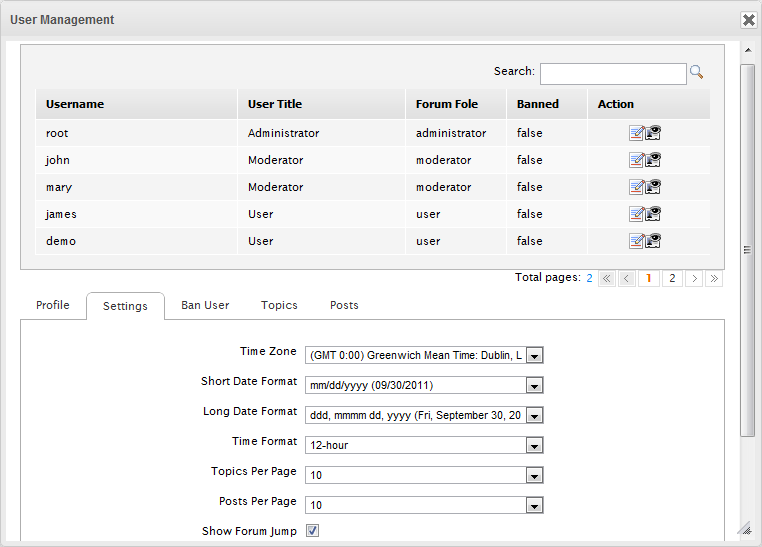 User Management
Search:
Username User Title Forum Fole Banned Action
root Administrator administrator false
john Moderator moderator false
mary Moderator moderator false
james User user false
demo User user false
Total pages: 2 1 2
Profile Settings Ban User Topics Posts
Time Zone (GMT 0:00) Greenwich Mean Time: Dublin, L
Short Date Format mm/dd/yyyy (09/30/2011)
Long Date Format ddd, mmmm dd, yyyy (Fri, September 30, 20
Time Format 12-hour
Topics Per Page 10
Posts Per Page 10
Show Forum Jump